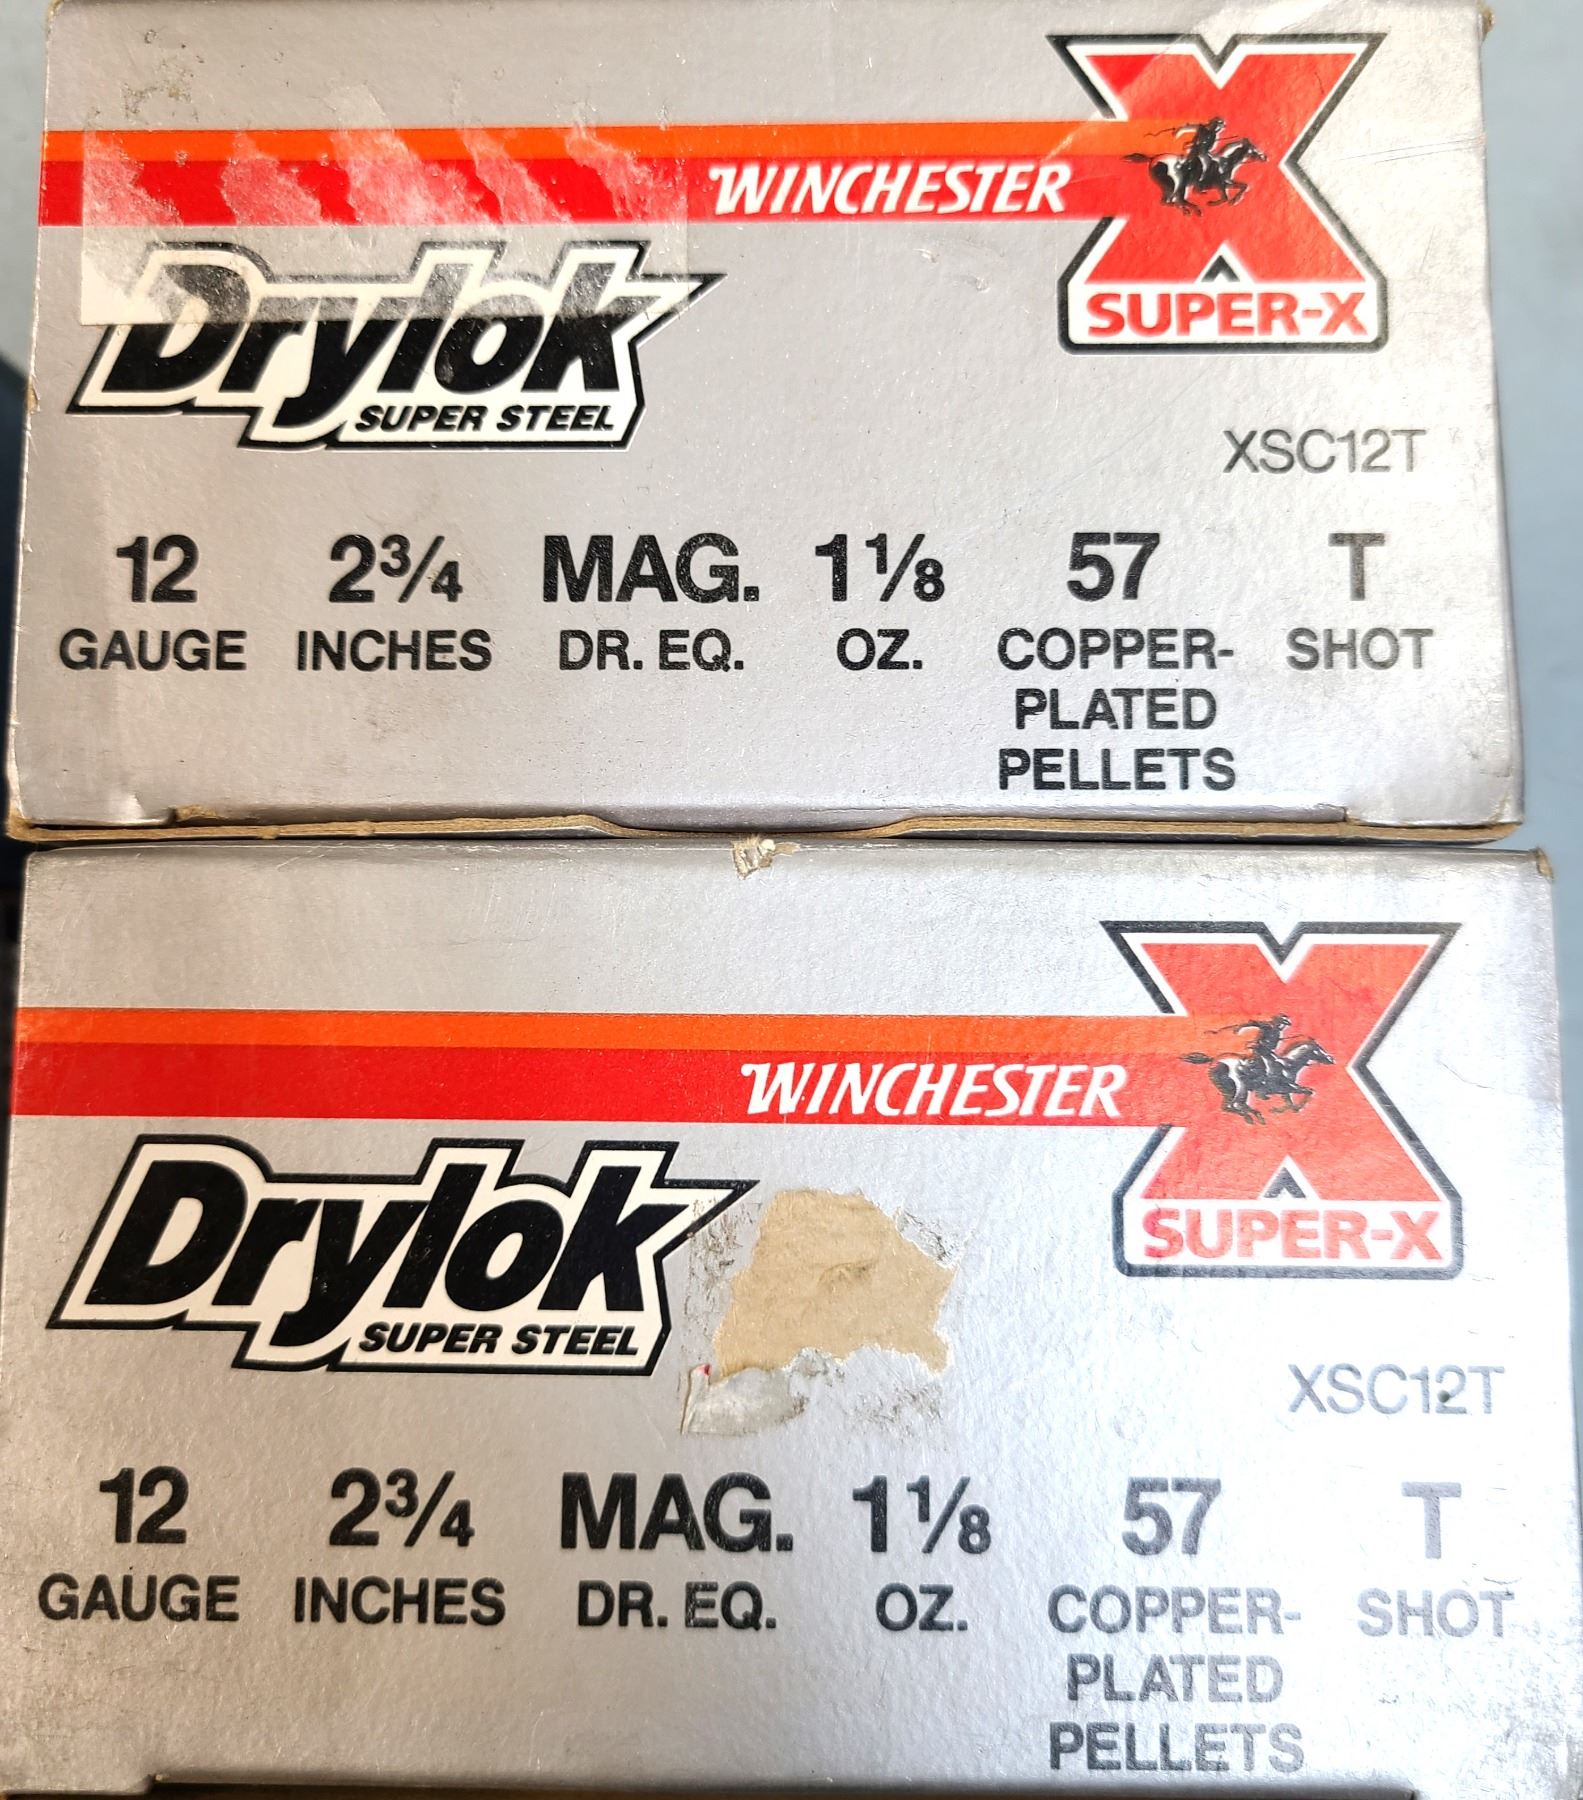 WINCHESTER
SUPER-X
Drylok
SUPER STEEL
XSC12T
12 2¾ MAG. 1⅛ 57 T
GAUGE INCHES DR. EQ. OZ. COPPER- SHOT
PLATED
PELLETS
WINCHESTER
SUPER-X
Drylok
SUPER STEEL
XSC12T
12 2¾ MAG. 1⅛ 57 T
GAUGE INCHES DR. EQ. OZ. COPPER- SHOT
PLATED
PELLETS